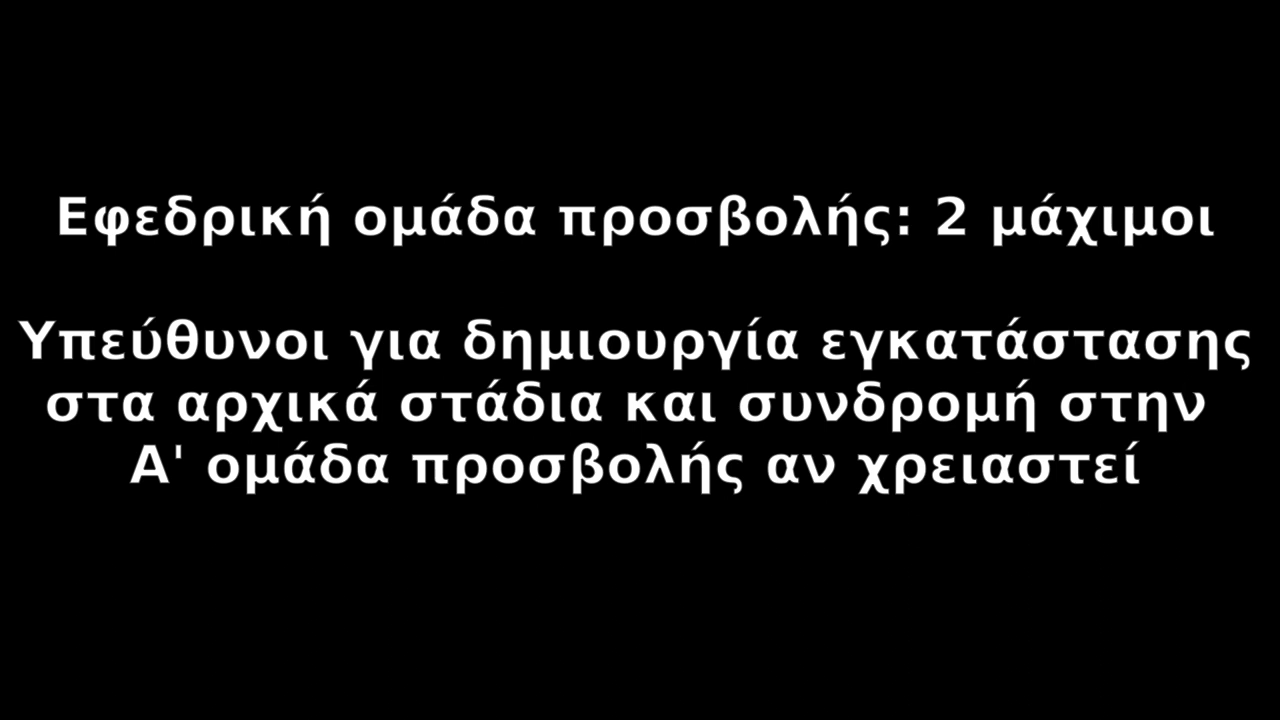 Εφεδρική ομάδα προσβολής: 2 μάχιμοι
Υπεύθυνοι για δημιουργία εγκατάστασης
στα αρχικά στάδια και συνδρομή στην
Α' ομάδα προσβολής αν χρειαστεί